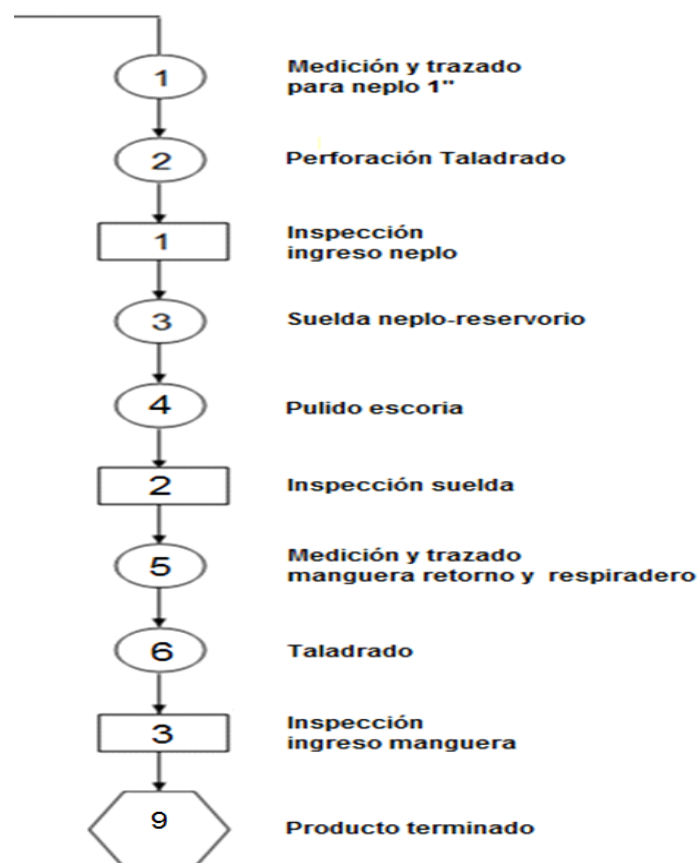 1
Medición y trazado
para neplo 1"
2
Perforación Taladrado
1
Inspección
ingreso neplo
3
Suelda neplo-reservorio
4
Pulido escoria
2
Inspección suelda
5
Medición y trazado
manguera retorno y respiradero
6
Taladrado
3
Inspección
ingreso manguera
9
Producto terminado